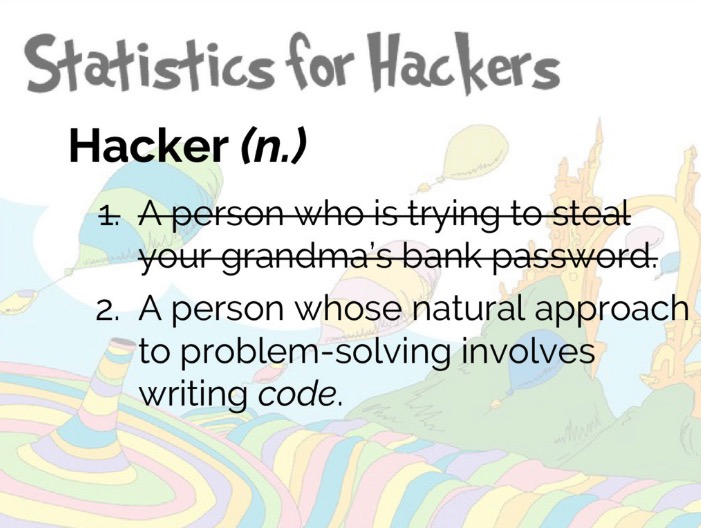 Statistics for Hackers
Hacker (n.)
1. A person who is trying to steal
your grandma's bank password.
2. A person whose natural approach
to problem-solving involves
writing code.